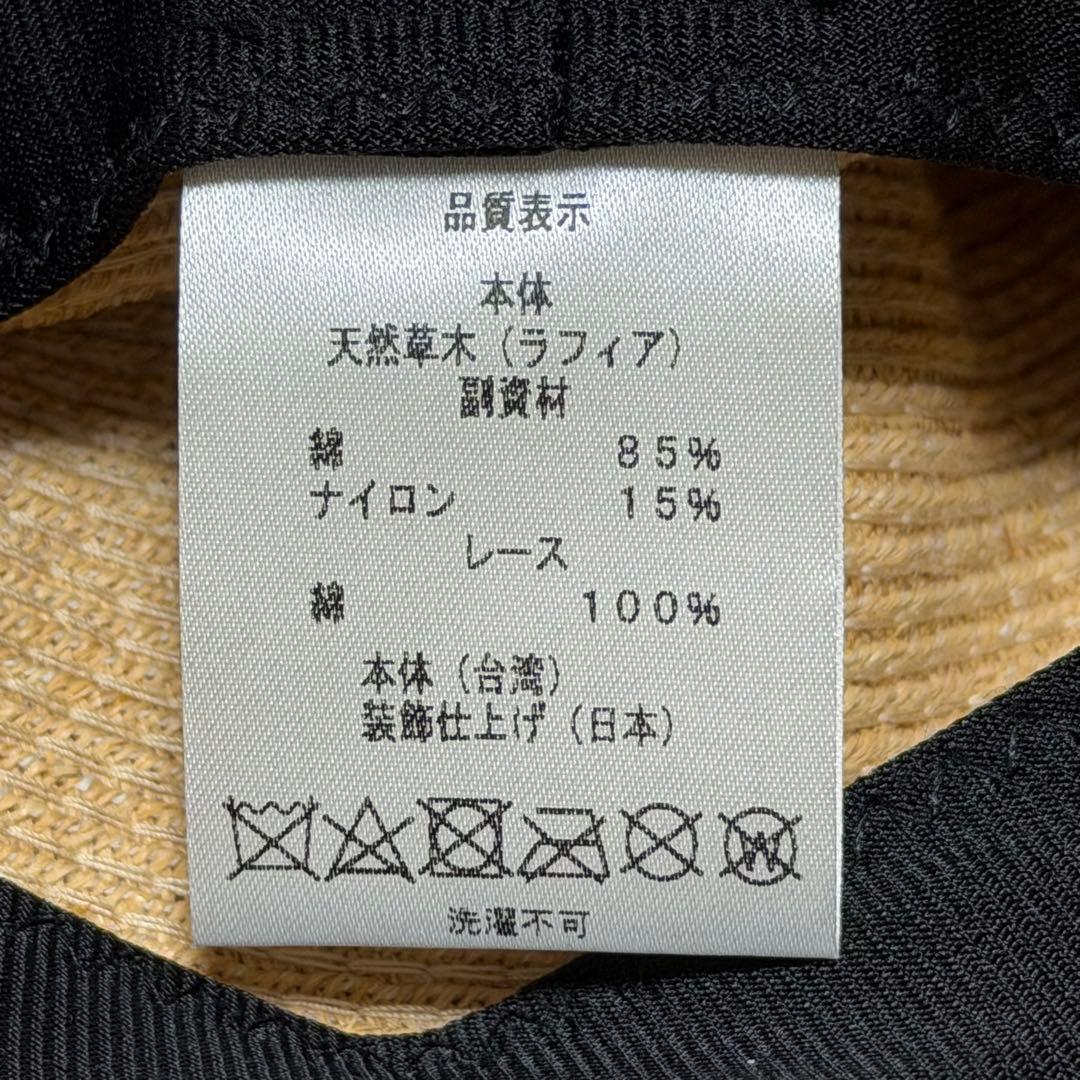 品質表示
本体
天然草木（ラフィア）
副資材
綿 85%
ナイロン 15%
レース
綿 100%
本体（台湾）
装飾仕上げ（日本）
W
洗濯不可